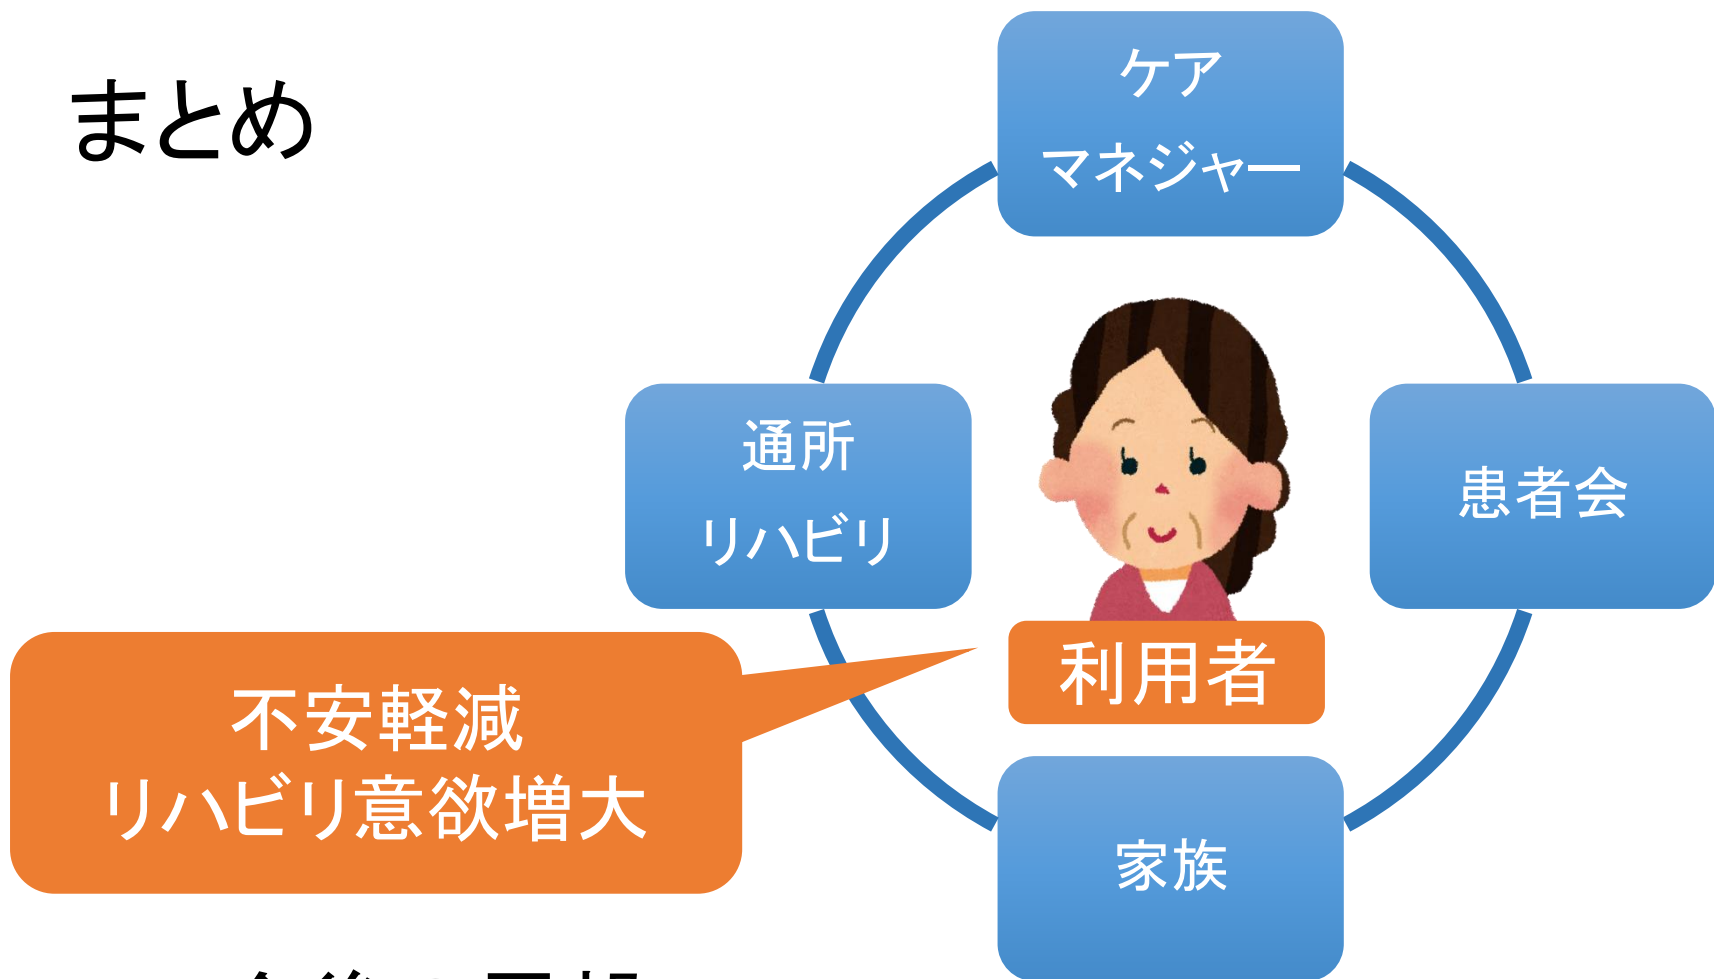 まとめ
ケア
マネジャー
通所
リハビリ
患者会
利用者
不安軽減
リハビリ意欲増大
家族